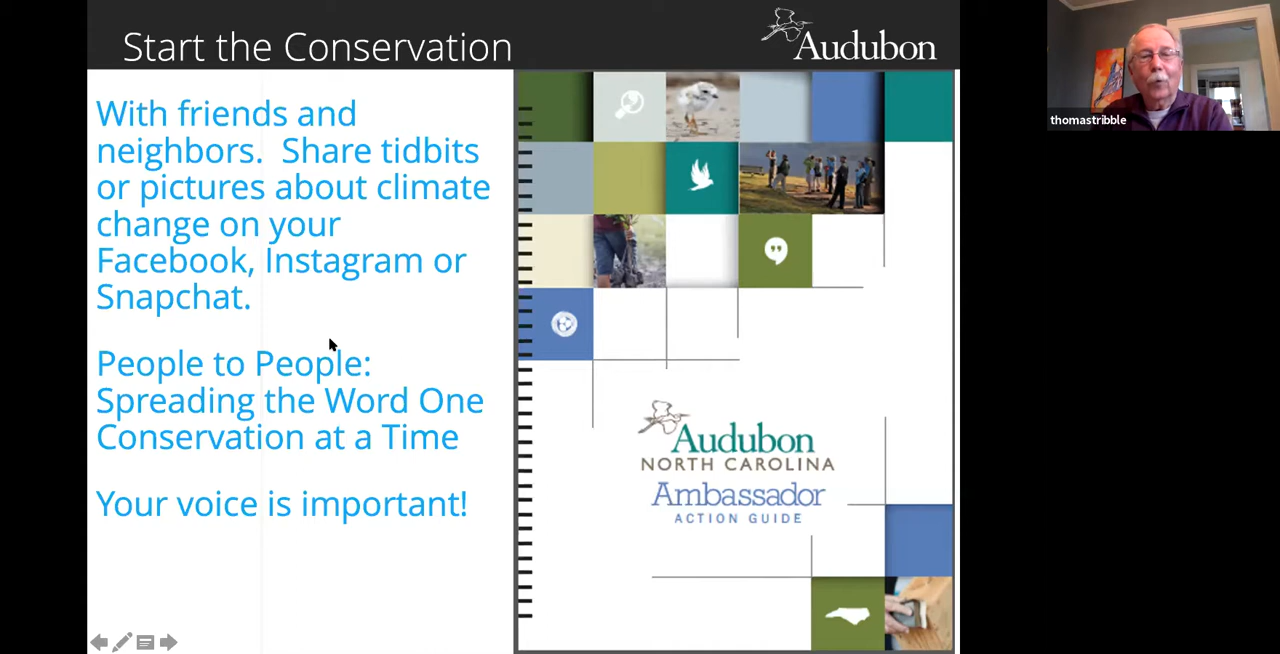 Start the Conservation
Audubon
With friends and
neighbors.  Share tidbits
or pictures about climate
change on your
Facebook, Instagram or
Snapchat.
People to People:
Spreading the Word One
Conservation at a Time
Your voice is important!
Audubon
NORTH CAROLINA
Ambassador
ACTION GUIDE
thomastribble